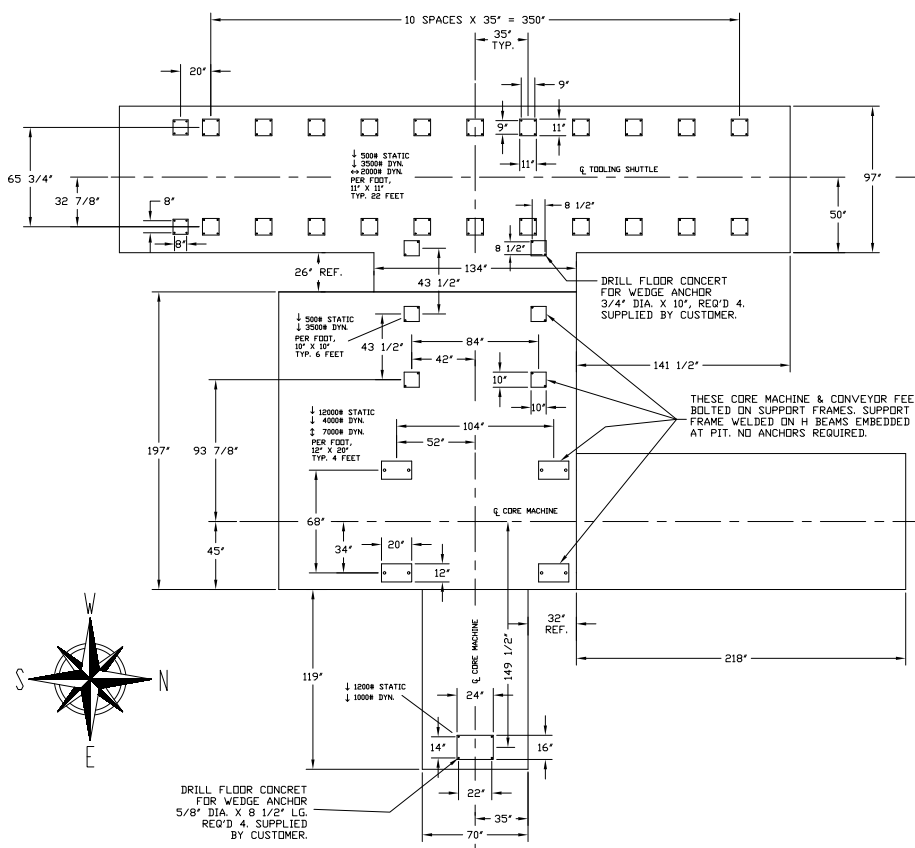 10 SPACES X 35" = 350"
35"
TYP.
20"
9"
9"
11"
11"
65 3/4"
32 7/8"
↓ 500# STATIC
↓ 3500# DYN.
↔2000# DYN.
PER FOOT,
11" X 11"
TYP. 22 FEET
℄ TOOLING SHUTTLE
97"
50"
8"
8"
8 1/2"
8 1/2"
26" REF.
134"
43 1/2"
DRILL FLOOR CONCERT
FOR WEDGE ANCHOR
3/4" DIA. X 10", REQ'D 4.
SUPPLIED BY CUSTOMER.
↓ 500# STATIC
↓ 3500# DYN.
PER FOOT,
10" X 10"
TYP. 6 FEET
43 1/2"
84"
42"
141 1/2"
10"
10"
THESE CORE MACHINE & CONVEYOR FEE
BOLTED ON SUPPORT FRAMES. SUPPORT
FRAME WELDED ON H BEAMS EMBEDDED
AT PIT. NO ANCHORS REQUIRED.
↓ 12000# STATIC
↓ 4000# DYN.
↕ 7000# DYN.
PER FOOT,
12" X 20"
TYP. 4 FEET
104"
52"
197"
93 7/8"
68"
℄ CORE MACHINE
45"
34"
20"
12"
W
S
N
E
32"
REF.
℄ CORE MACHINE
149 1/2"
218"
119"
↓ 1200# STATIC
↓ 1000# DYN.
24"
14"
16"
22"
DRILL FLOOR CONCRET
FOR WEDGE ANCHOR
5/8" DIA. X 8 1/2" LG.
REQ'D 4. SUPPLIED
BY CUSTOMER.
35"
70"